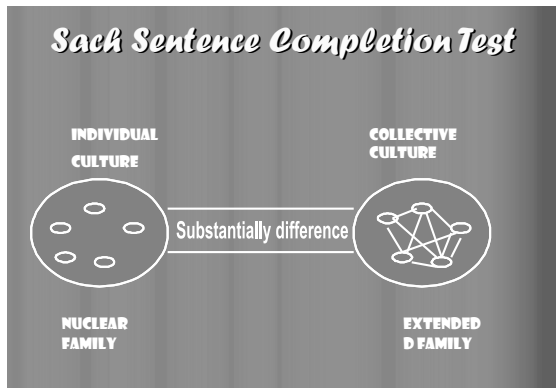 Sach Sentence Completion Test
INDIVIDUAL
CULTURE
COLLECTIVE
CULTURE
Substantially difference
NUCLEAR
FAMILY
EXTENDED
D FAMILY